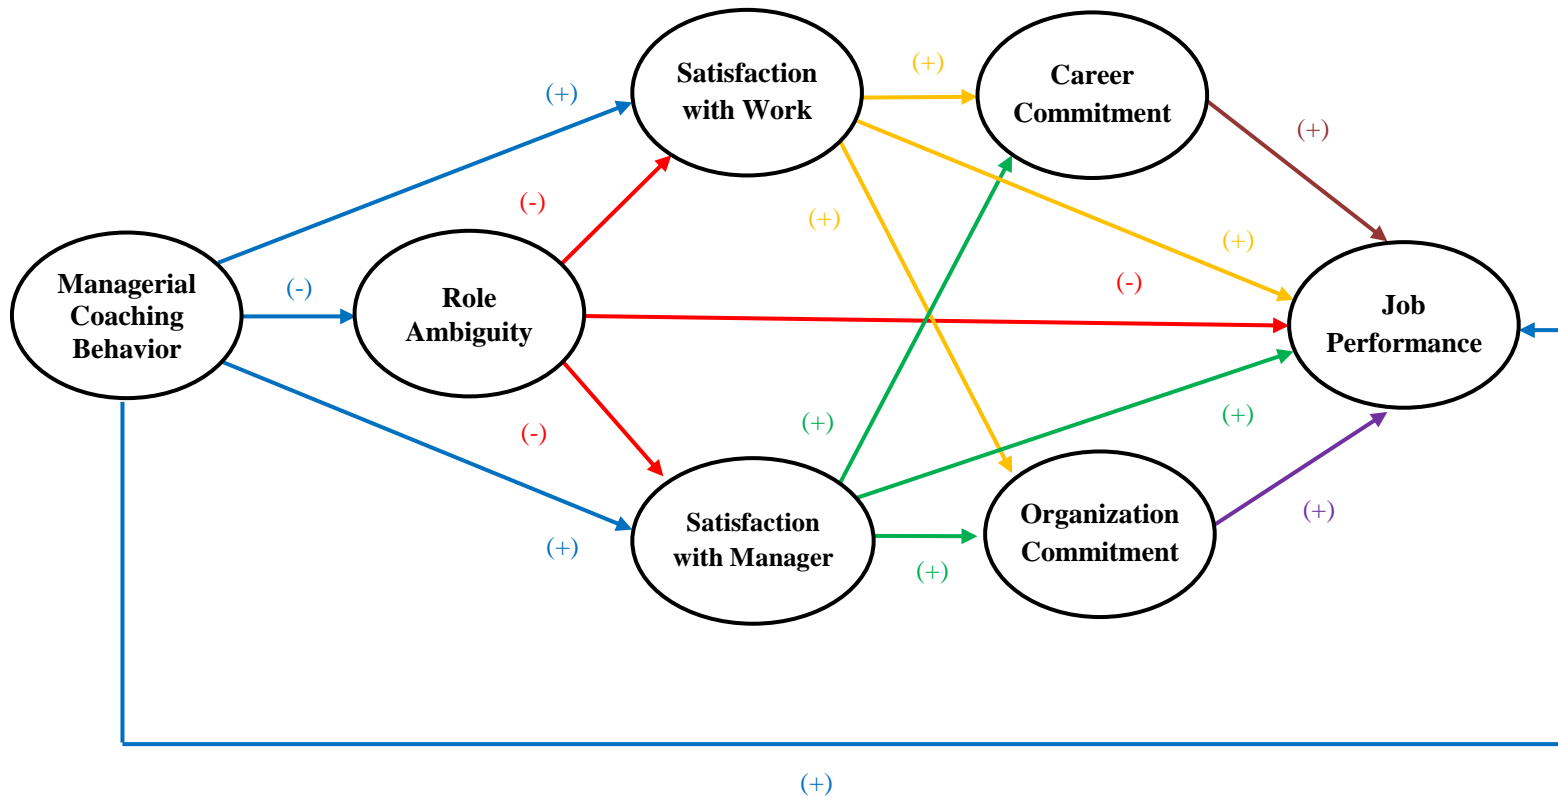 Satisfaction
with Work
(+)
Career
Commitment
(+)
(+)
(-)
(+)
(+)
Managerial
Coaching
Behavior
(-)
Role
Ambiguity
(-)
Job
Performance
(-)
(+)
(+)
(+)
Satisfaction
with Manager
(+)
Organization
Commitment
(+)
(+)